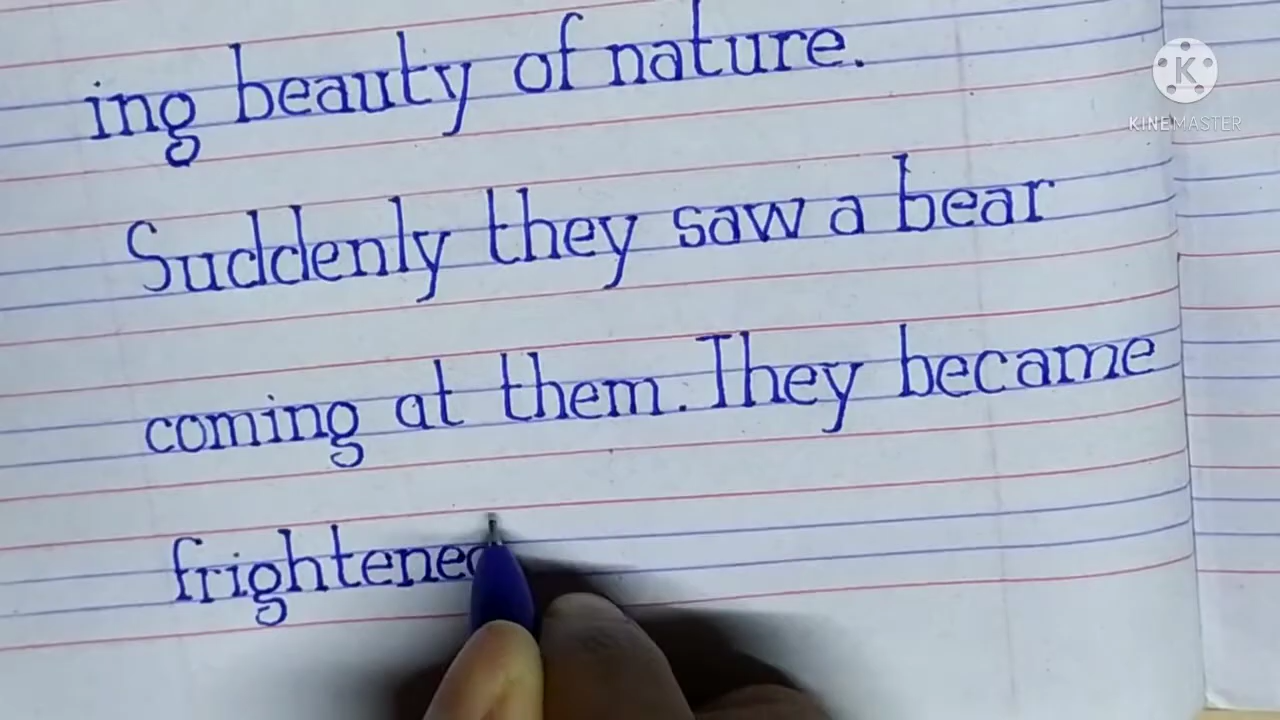 ing beauty of nature.
K
KINEMASTER
Suddenly they saw a bear
coming at them. They became
frightened